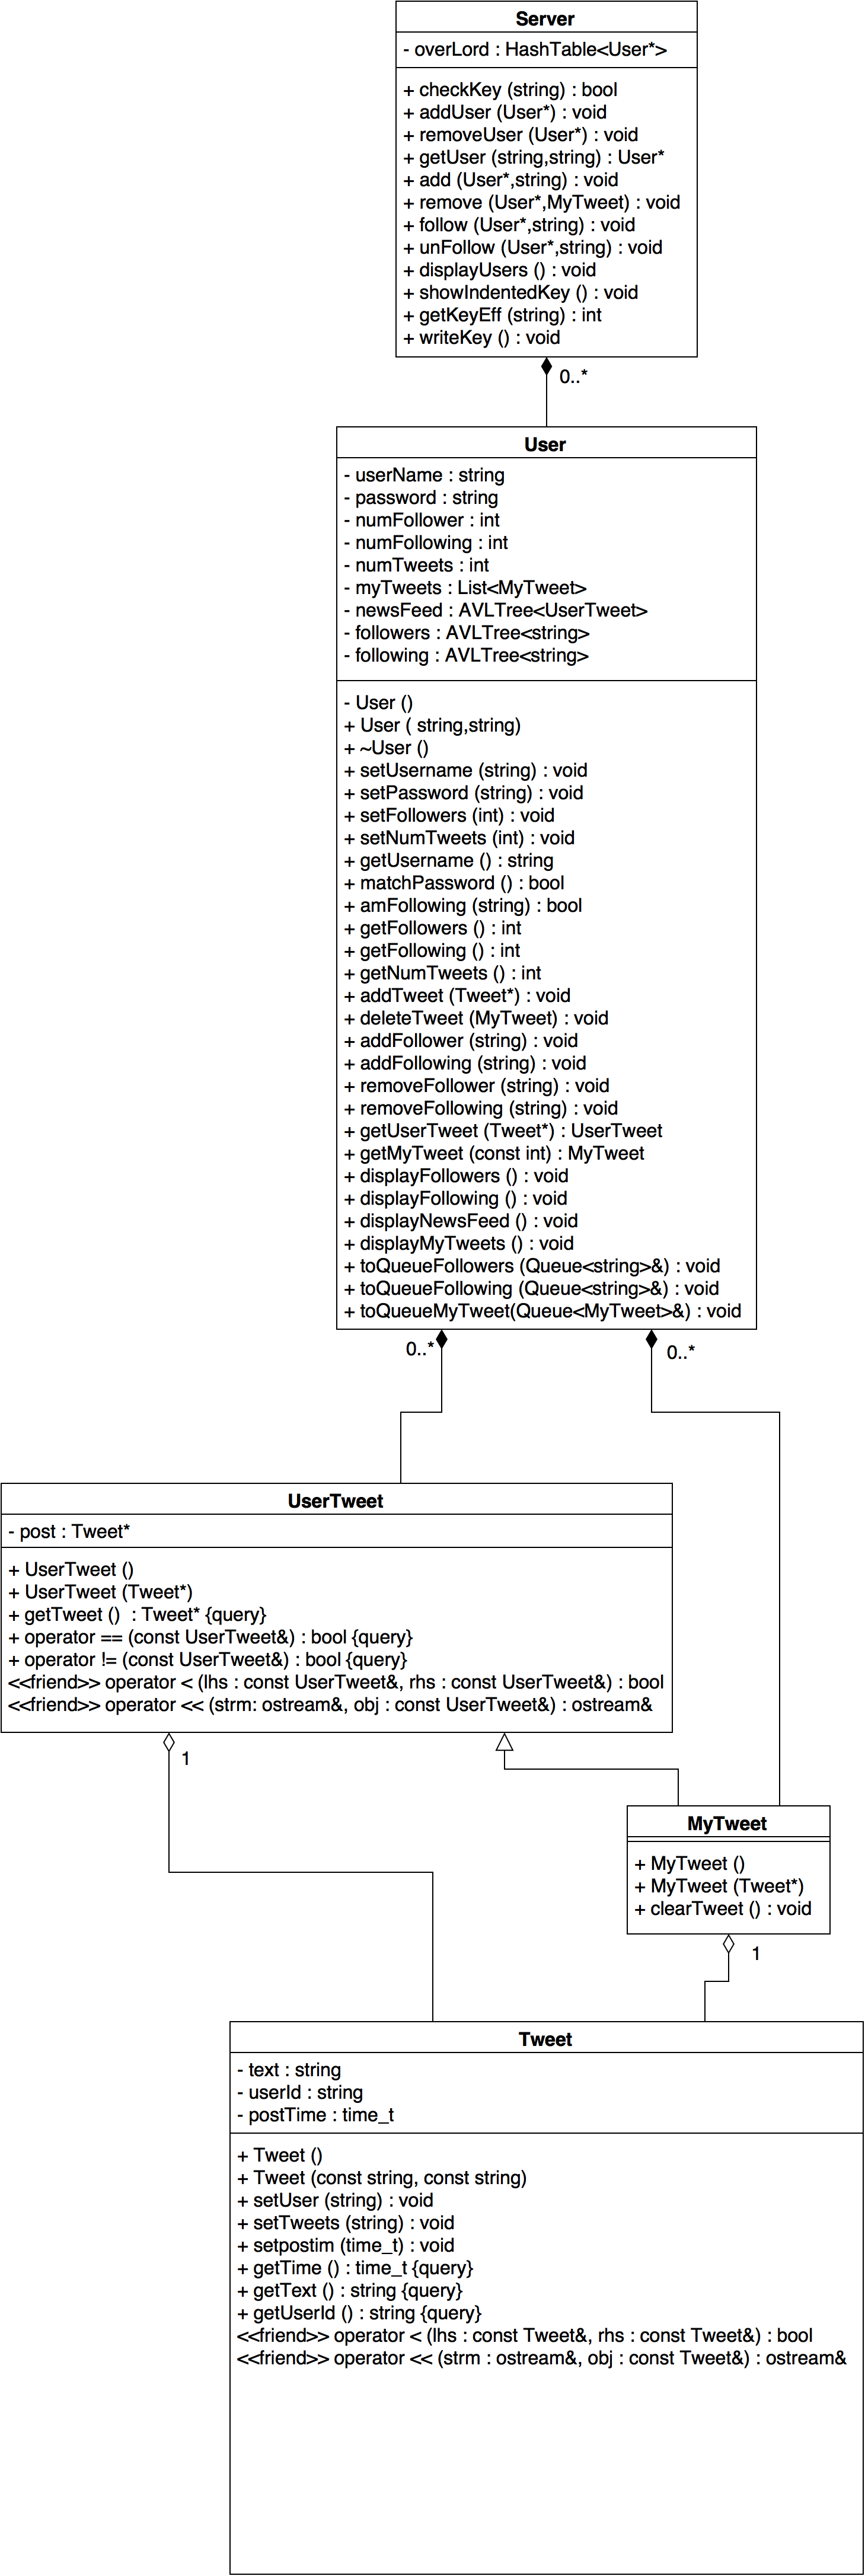 Server
- overLord : HashTable<User*>
+ checkKey (string) : bool
+ addUser (User*) : void
+ removeUser (User*) : void
+ getUser (string,string) : User*
+ add (User*,string) : void
+ remove (User*,MyTweet) : void
+ follow (User*,string) : void
+ unFollow (User*,string) : void
+ displayUsers () : void
+ showIndentedKey () : void
+ getKeyEff (string) : int
+ writeKey () : void
0..*
User
- userName : string
- password : string
- numFollower : int
- numFollowing : int
- numTweets : int
- myTweets : List<MyTweet>
- newsFeed : AVLTree<UserTweet>
- followers : AVLTree<string>
- following : AVLTree<string>
- User ()
+ User ( string,string)
+ ~User ()
+ setUsername (string) : void
+ setPassword (string) : void
+ setFollowers (int) : void
+ setNumTweets (int) : void
+ getUsername () : string
+ matchPassword () : bool
+ amFollowing (string) : bool
+ getFollowers () : int
+ getFollowing () : int
+ getNumTweets () : int
+ addTweet (Tweet*) : void
+ deleteTweet (MyTweet) : void
+ addFollower (string) : void
+ addFollowing (string) : void
+ removeFollower (string) : void
+ removeFollowing (string) : void
+ getUserTweet (Tweet*) : UserTweet
+ getMyTweet (const int) : MyTweet
+ displayFollowers () : void
+ displayFollowing () : void
+ displayNewsFeed () : void
+ displayMyTweets () : void
+ toQueueFollowers (Queue<string>&) : void
+ toQueueFollowing (Queue<string>&) : void
+ toQueueMyTweet(Queue<MyTweet>&) : void
0..*
0..*
UserTweet
- post : Tweet*
+ UserTweet ()
+ UserTweet (Tweet*)
+ getTweet ()  : Tweet* {query}
+ operator == (const UserTweet&) : bool {query}
+ operator != (const UserTweet&) : bool {query}
<<friend>> operator < (lhs : const UserTweet&, rhs : const UserTweet&) : bool
<<friend>> operator << (strm: ostream&, obj : const UserTweet&) : ostream&
1
MyTweet
+ MyTweet ()
+ MyTweet (Tweet*)
+ clearTweet () : void
1
Tweet
- text : string
- userId : string
- postTime : time_t
+ Tweet ()
+ Tweet (const string, const string)
+ setUser (string) : void
+ setTweets (string) : void
+ setpostim (time_t) : void
+ getTime () : time_t {query}
+ getText () : string {query}
+ getUserId () : string {query}
<<friend>> operator < (lhs : const Tweet&, rhs : const Tweet&) : bool
<<friend>> operator << (strm : ostream&, obj : const Tweet&) : ostream&